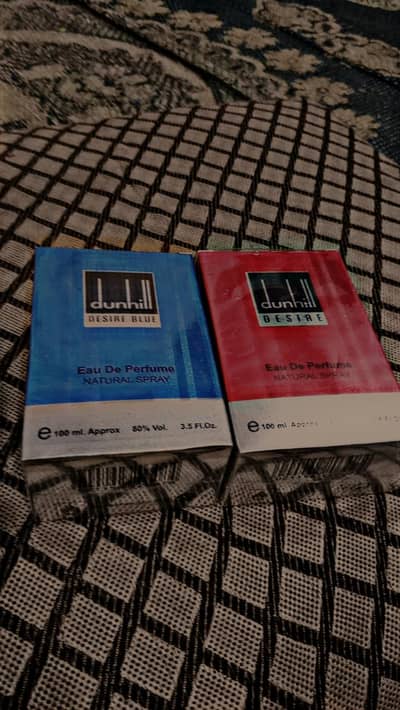 dunhill
DESIRE BLUE
Eau De Perfume
NATURAL SPRAY
e 100 ml. Approx 80% Vol. 3.5 Fl.Oz.
dunhill
DESIRE
Eau De Perfume
NATURAL SPRAY
e 100 ml. Approx